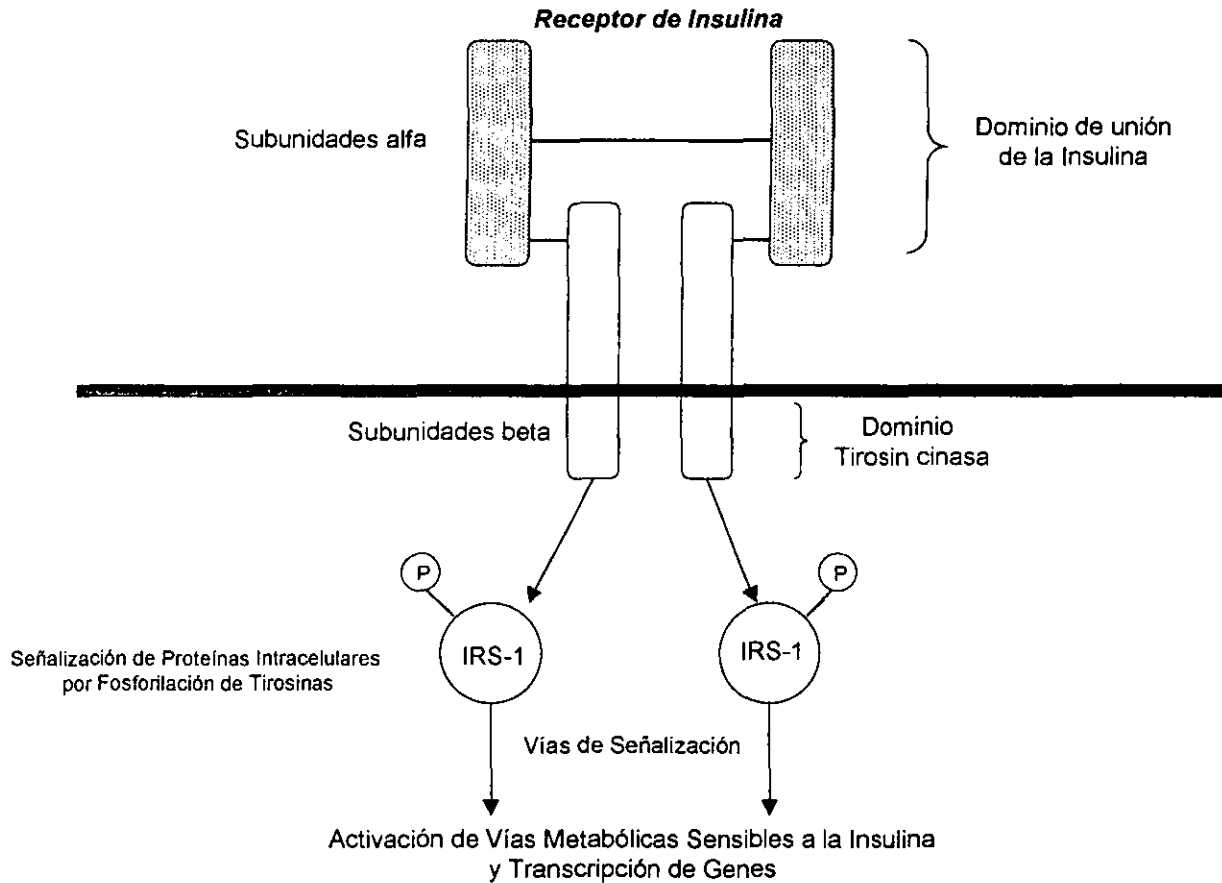 Receptor de Insulina
Subunidades alfa
Dominio de unión
de la Insulina
Subunidades beta
Dominio
Tirosin cinasa
P
P
IRS-1
IRS-1
Señalización de Proteínas Intracelulares
por Fosforilación de Tirosinas
Vías de Señalización
Activación de Vías Metabólicas Sensibles a la Insulina
y Transcripción de Genes